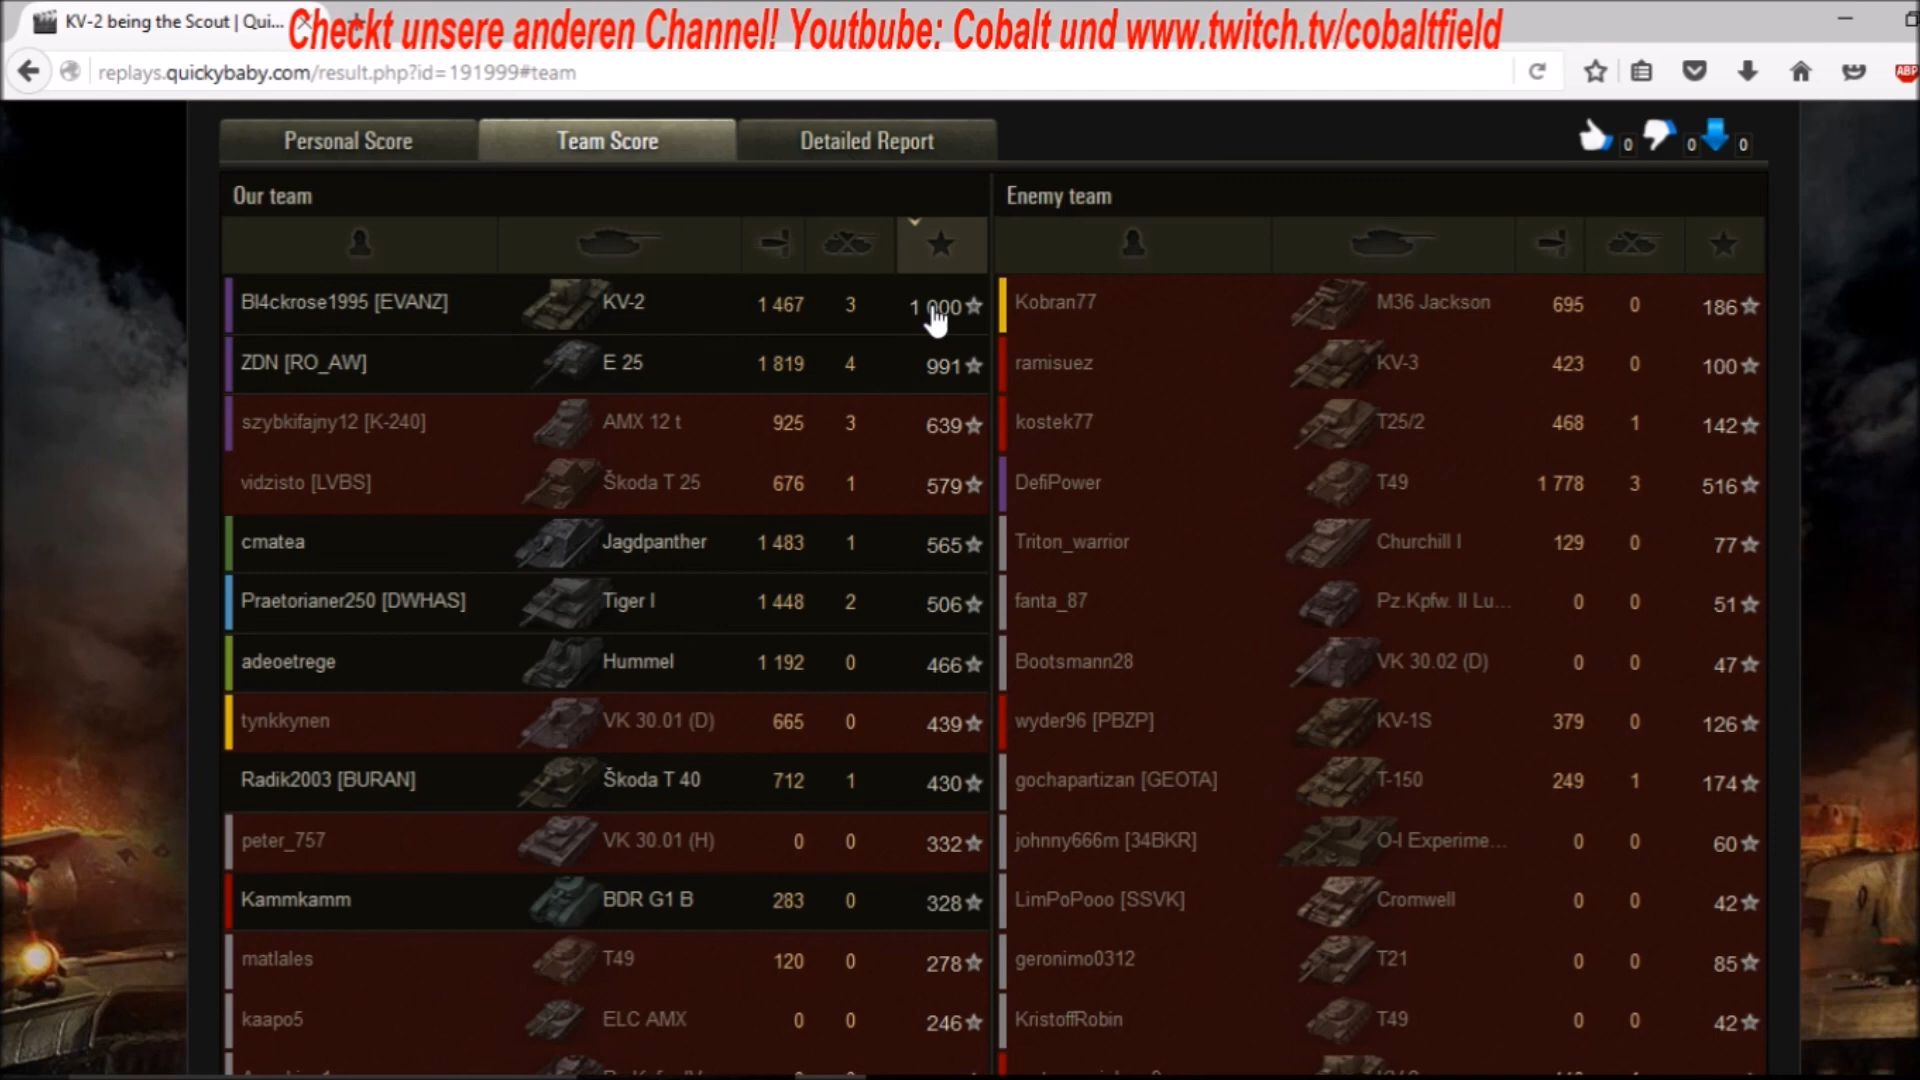 KV-2 being the Scout | Qui...
Checkt unsere anderen Channel! Youtbube: Cobalt und www.twitch.tv/cobaltfield
replays.quickybaby.com/result.php?id=191999#team
ABP
Personal Score Team Score Detailed Report 0 0 0
Our team Enemy team
Bl4ckrose1995 [EVANZ] KV-2 1 467 3 1 000 Kobran77 M36 Jackson 695 0 186
ZDN [RO_AW] E 25 1 819 4 991 ramisuez KV-3 423 0 100
szybkifajny12 [K-240] AMX 12 t 925 3 639 kostek77 T25/2 468 1 142
vidzisto [LVBS] Škoda T 25 676 1 579 DefiPower T49 1 778 3 516
cmatea Jagdpanther 1 483 1 565 Triton_warrior Churchill I 129 0 77
Praetorianer250 [DWHAS] Tiger I 1 448 2 506 fanta_87 Pz.Kpfw. II Lu... 0 0 51
adeoetrege Hummel 1 192 0 466 Bootsmann28 VK 30.02 (D) 0 0 47
tynkkynen VK 30.01 (D) 665 0 439 wyder96 [PBZP] KV-1S 379 0 126
Radik2003 [BURAN] Škoda T 40 712 1 430 gochapartizan [GEOTA] T-150 249 1 174
peter_757 VK 30.01 (H) 0 0 332 johnny666m [34BKR] O-I Experime... 0 0 60
Kammkamm BDR G1 B 283 0 328 LimPoPooo [SSVK] Cromwell 0 0 42
matlales T49 120 0 278 geronimo0312 T21 0 0 85
kaapo5 ELC AMX 0 0 246 KristoffRobin T49 0 0 42